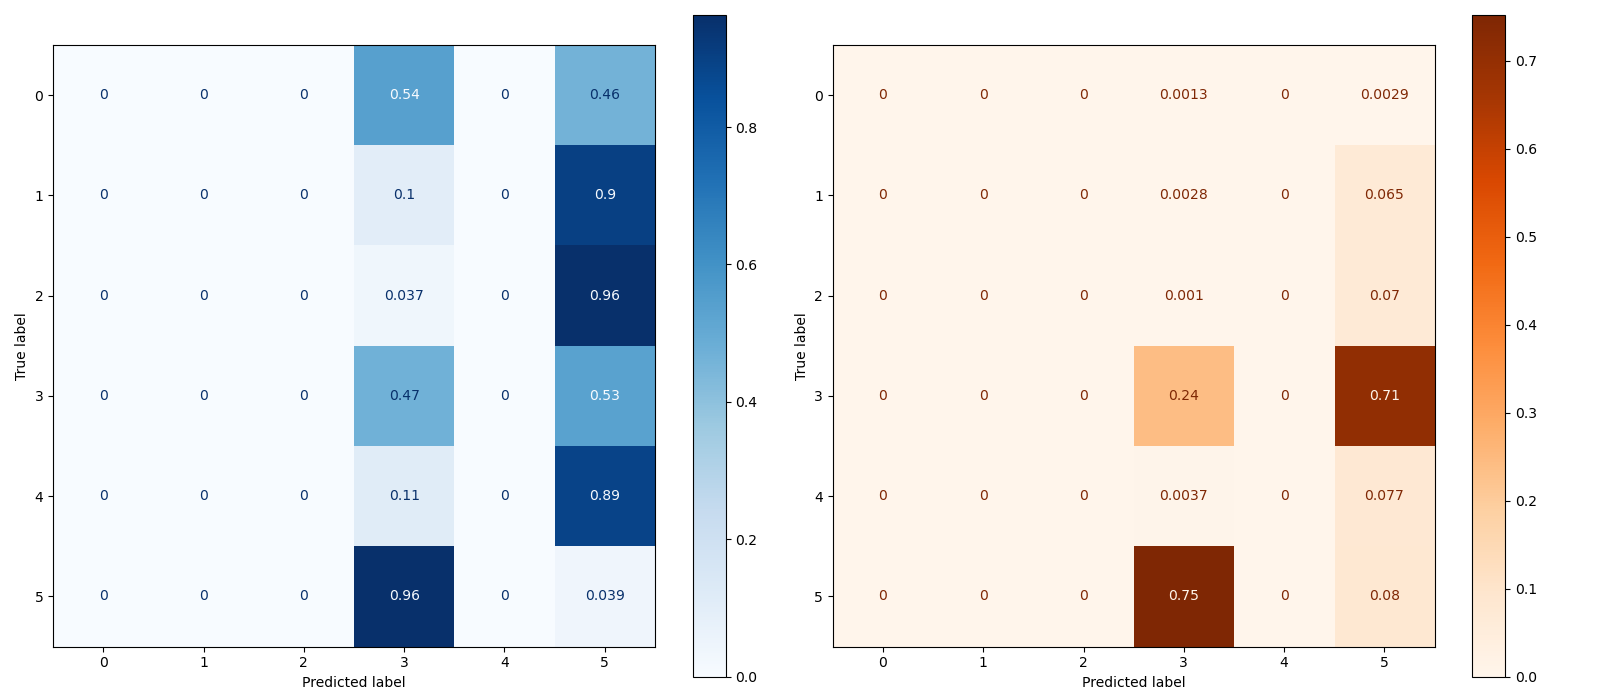 0 0 0 0 0.54 0 0.46
1 0 0 0 0.1 0 0.9
2 0 0 0 0.037 0 0.96
3 0 0 0 0.47 0 0.53
4 0 0 0 0.11 0 0.89
5 0 0 0 0.96 0 0.039
0 1 2 3 4 5
True label
Predicted label
0.8
0.6
0.4
0.2
0.0
0 0 0 0 0.0013 0 0.0029
1 0 0 0 0.0028 0 0.065
2 0 0 0 0.001 0 0.07
3 0 0 0 0.24 0 0.71
4 0 0 0 0.0037 0 0.077
5 0 0 0 0.75 0 0.08
0 1 2 3 4 5
True label
Predicted label
0.7
0.6
0.5
0.4
0.3
0.2
0.1
0.0